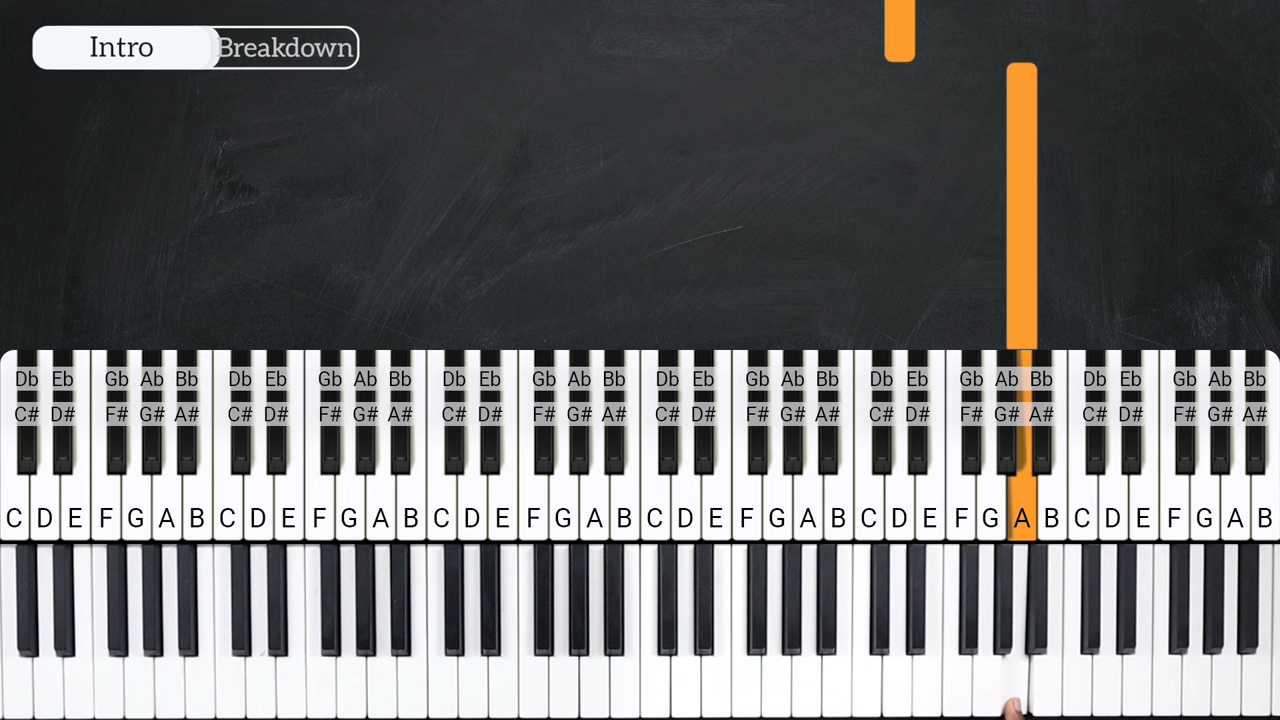 Intro Breakdown
Db Eb Gb Ab Bb Db Eb Gb Ab Bb Db Eb Gb Ab Bb Db Eb Gb Ab Bb Db Eb Gb Ab Bb Db Eb Gb Ab Bb
C# D# F# G# A# C# D# F# G# A# C# D# F# G# A# C# D# F# G# A# C# D# F# G# A# C# D# F# G# A#
C D E F G A B C D E F G A B C D E F G A B C D E F G A B C D E F G A B C D E F G A B